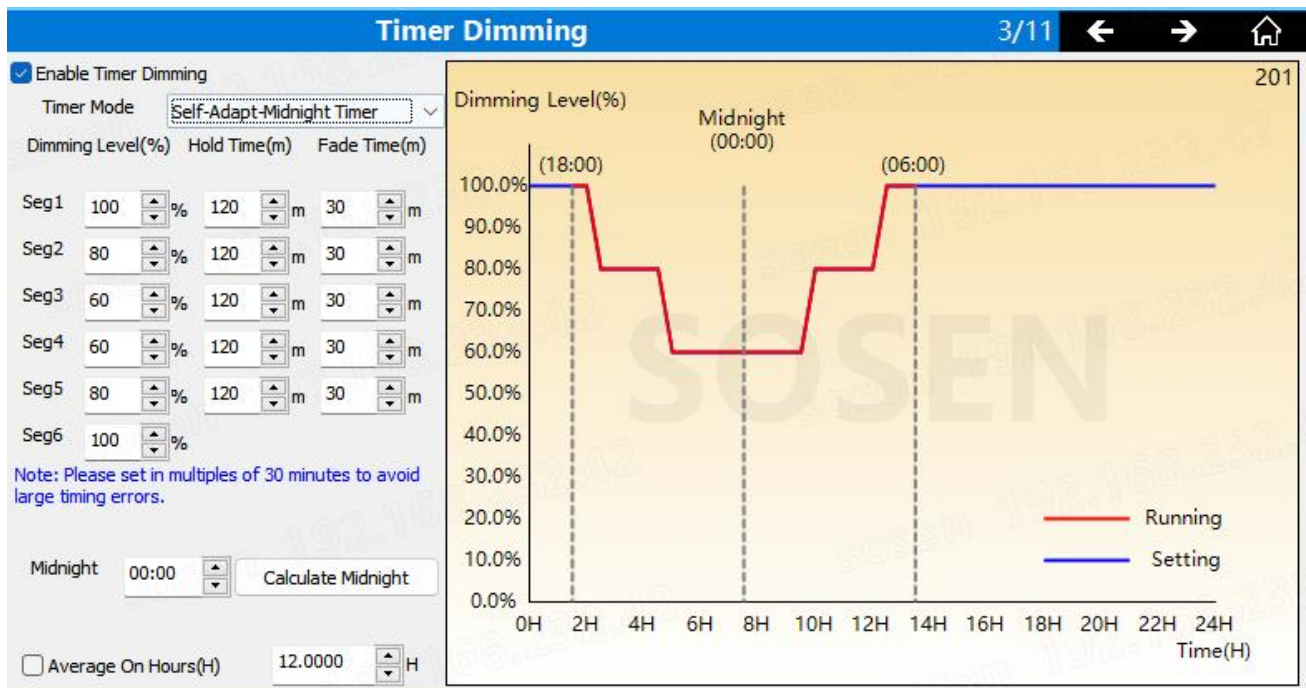 Timer Dimming 3/11
Enable Timer Dimming
Timer Mode Self-Adapt-Midnight Timer
Dimming Level(%) Hold Time(m) Fade Time(m)
Seg1 100 % 120 m 30 m
Seg2 80 % 120 m 30 m
Seg3 60 % 120 m 30 m
Seg4 60 % 120 m 30 m
Seg5 80 % 120 m 30 m
Seg6 100 %
Note: Please set in multiples of 30 minutes to avoid
large timing errors.
Midnight 00:00 Calculate Midnight
Average On Hours(H) 12.0000 H
201
Dimming Level(%)
Midnight
(00:00)
(18:00) (06:00)
100.0%
90.0%
80.0%
70.0%
60.0%
50.0%
40.0%
30.0%
20.0%
10.0%
0.0%
SOSEN
Running
Setting
0H 2H 4H 6H 8H 10H 12H 14H 16H 18H 20H 22H 24H
Time(H)